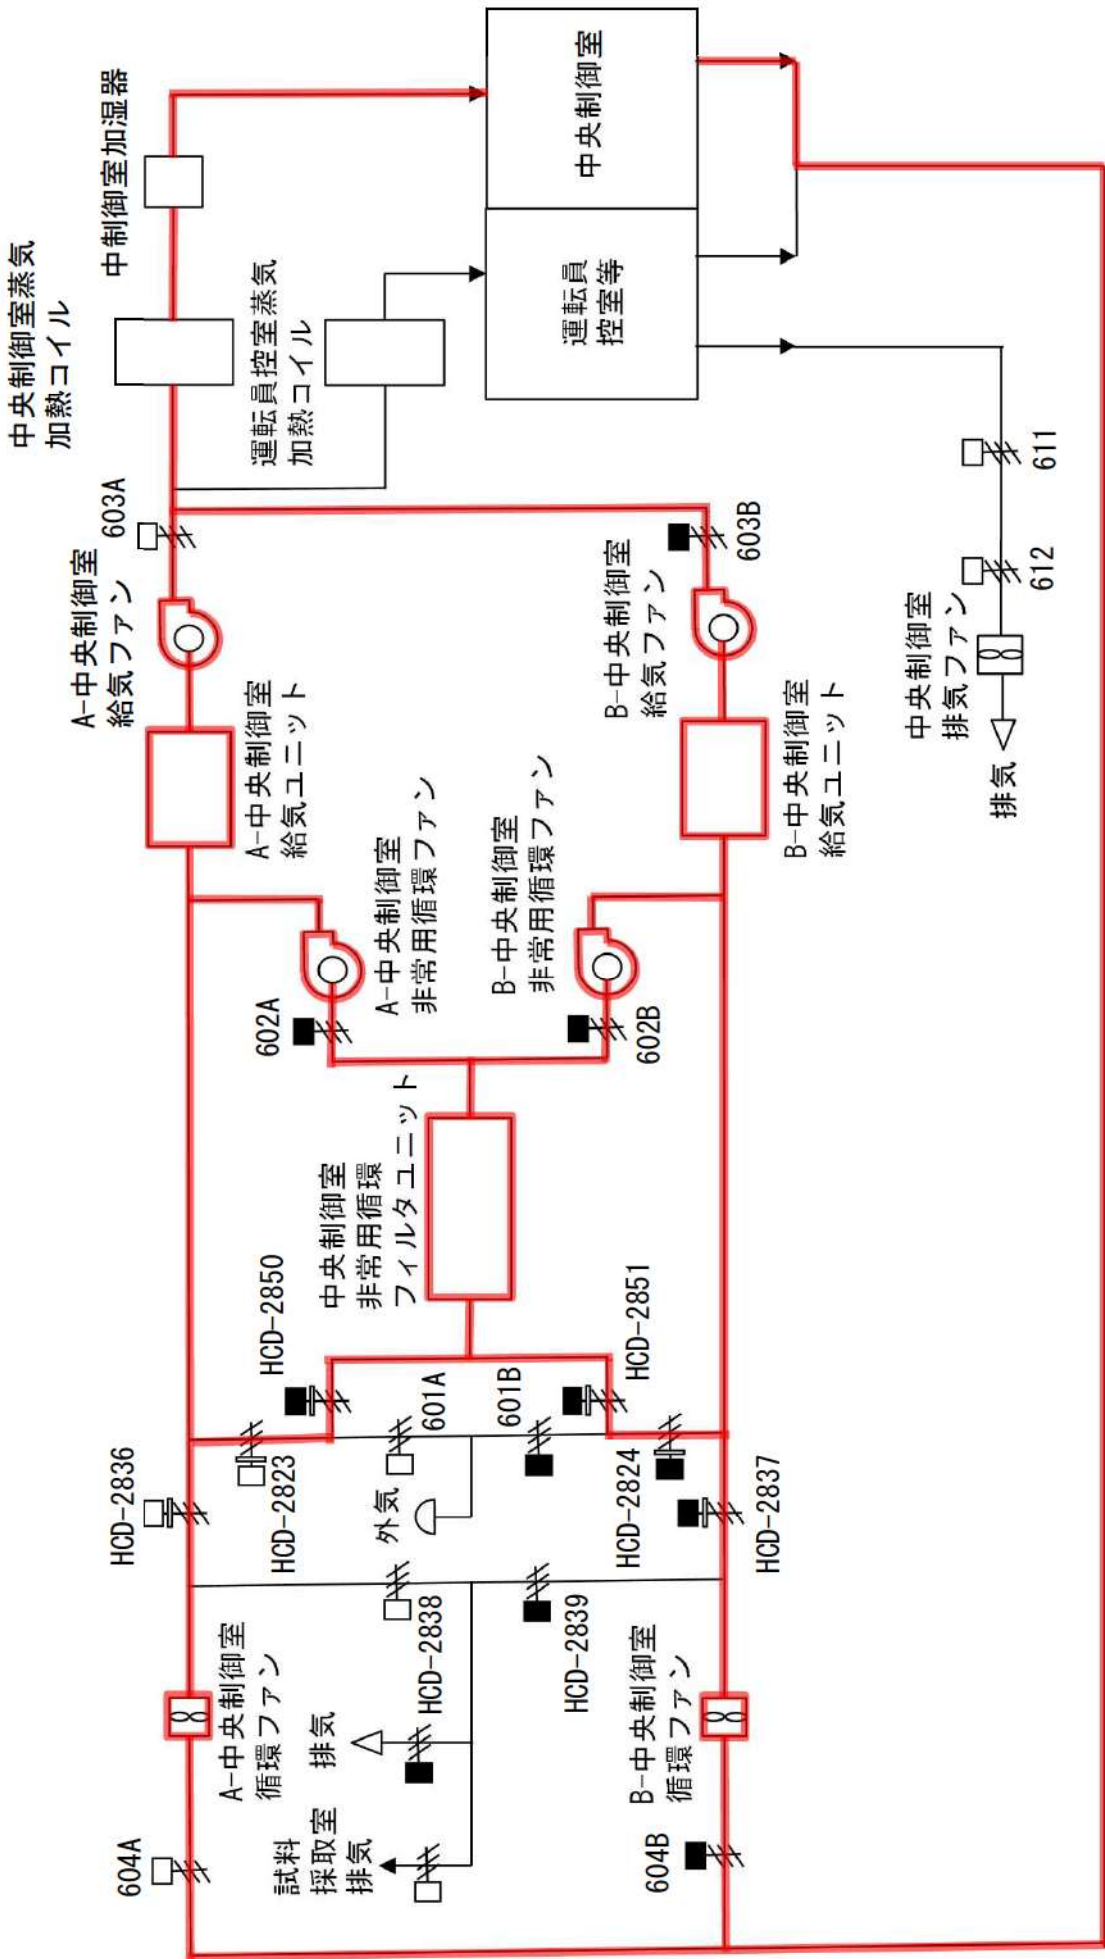 中央制御室蒸気
加熱コイル
中制御室加湿器
603A
A-中央制御室
給気ファン
運転員控室蒸気
加熱コイル
中央制御室
運転員
控室等
A-中央制御室
給気ユニット
B-中央制御室
給気ファン
603B
B-中央制御室
給気ユニット
611
612
中央制御室
排気ファン
排気
602A
A-中央制御室
非常用循環ファン
B-中央制御室
非常用循環ファン
602B
中央制御室
非常用循環
フィルタユニット
HCD-2850
HCD-2851
HCD-2836
HCD-2823
601A
601B
外気
HCD-2824
HCD-2837
HCD-2838
HCD-2839
A-中央制御室
循環ファン
排気
B-中央制御室
循環ファン
604A
試料
採取室
排気
604B